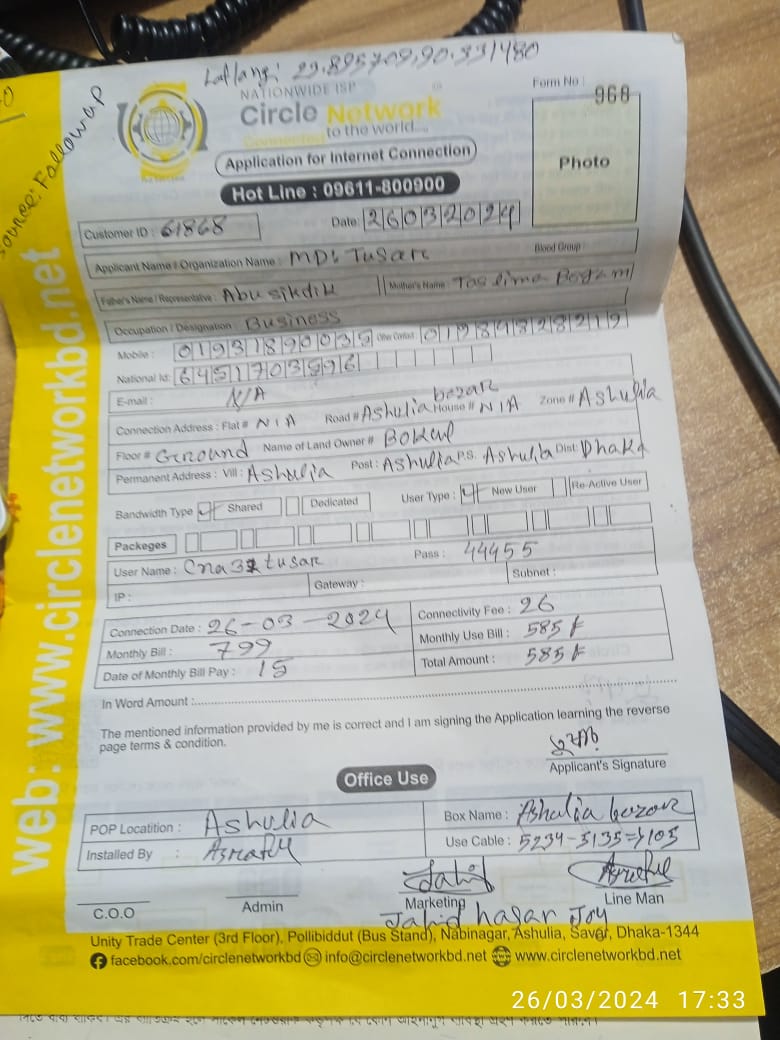 Latlang: 23.895709,90.331480
Source: Followap
NATIONWIDE ISP
Form No : 968
Circle Network
Connected to the world....
Photo
Application for Internet Connection
Hot Line : 09611-800900
Customer ID : 61868
Date: 26032024
Applicant Name / Organization Name : MD: Tusar
Blood Group :
Father's Name / Representative : Abu sikdik
Mother's Name : Taslima Begam
Occupation / Designation : Business
Mobile : 01931890035 Other Contact : 01984828219
National Id: 6451703596
E-mail : N/A
Connection Address : Flat # N/A Road # Ashulia bazar House # N/A Zone # Ashulia
Floor # Ground Name of Land Owner # Bokul
Permanent Address : Vill : Ashulia Post : Ashulia P.S. Ashulia Dist: Dhaka
Bandwidth Type Shared Dedicated User Type : New User Re-Active User
Packeges
User Name : Cna32tusar Pass : 44455
IP : Gateway : Subnet :
Connection Date : 26-03-2024 Connectivity Fee : 26
Monthly Bill : 799 Monthly Use Bill : 585
Date of Monthly Bill Pay : 15 Total Amount : 585
In Word Amount :
The mentioned information provided by me is correct and I am signing the Application learning the reverse
page terms & condition.
Applicant's Signature
Office Use
POP Locatition : Ashulia Box Name : Ashulia bazar
Installed By : Asraful Use Cable : 5234-5135=>105
Jahid
C.O.O Admin Marketing Line Man
Jahid hasar Joy
Unity Trade Center (3rd Floor), Pollibiddut (Bus Stand), Nabinagar, Ashulia, Savar, Dhaka-1344
facebook.com/circlenetworkbd info@circlenetworkbd.net www.circlenetworkbd.net
web: www.circlenetworkbd.net
26/03/2024 17:33